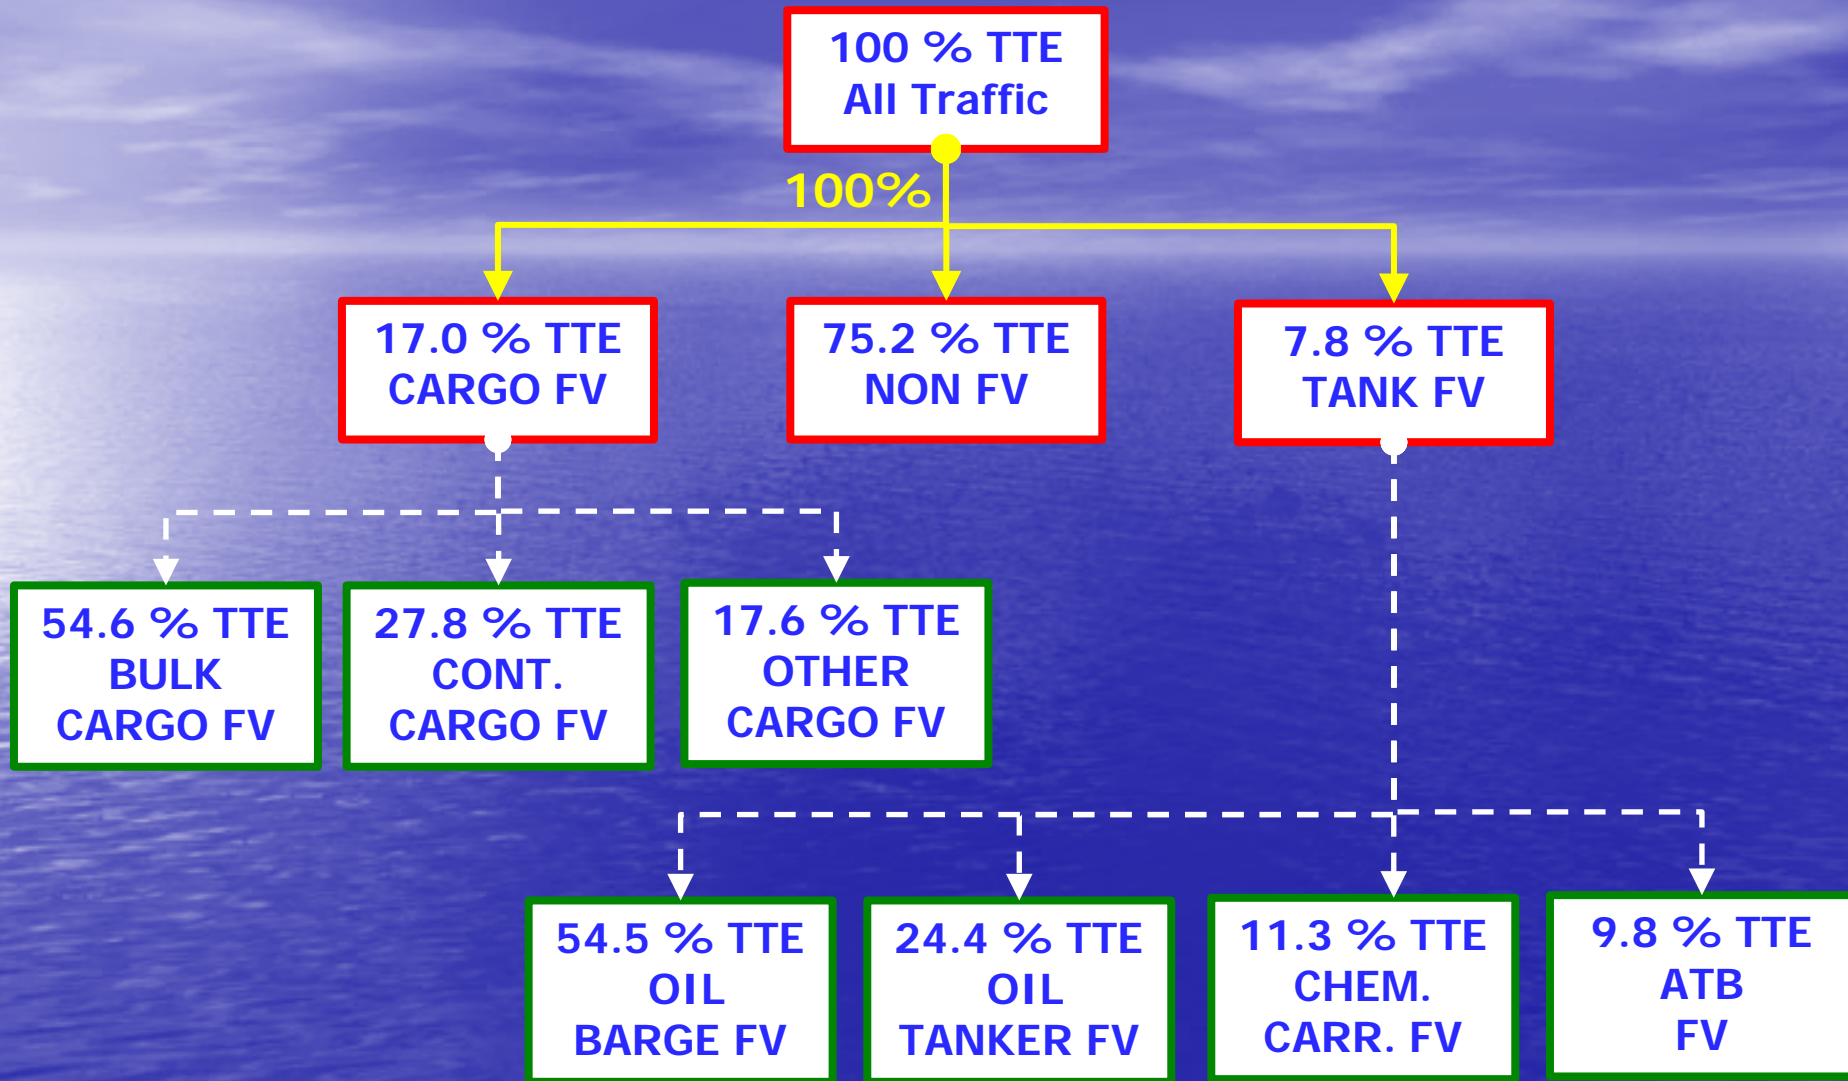 100 % TTE
All Traffic
100%
17.0 % TTE
CARGO FV
75.2 % TTE
NON FV
7.8 % TTE
TANK FV
54.6 % TTE
BULK
CARGO FV
27.8 % TTE
CONT.
CARGO FV
17.6 % TTE
OTHER
CARGO FV
54.5 % TTE
OIL
BARGE FV
24.4 % TTE
OIL
TANKER FV
11.3 % TTE
CHEM.
CARR. FV
9.8 % TTE
ATB
FV